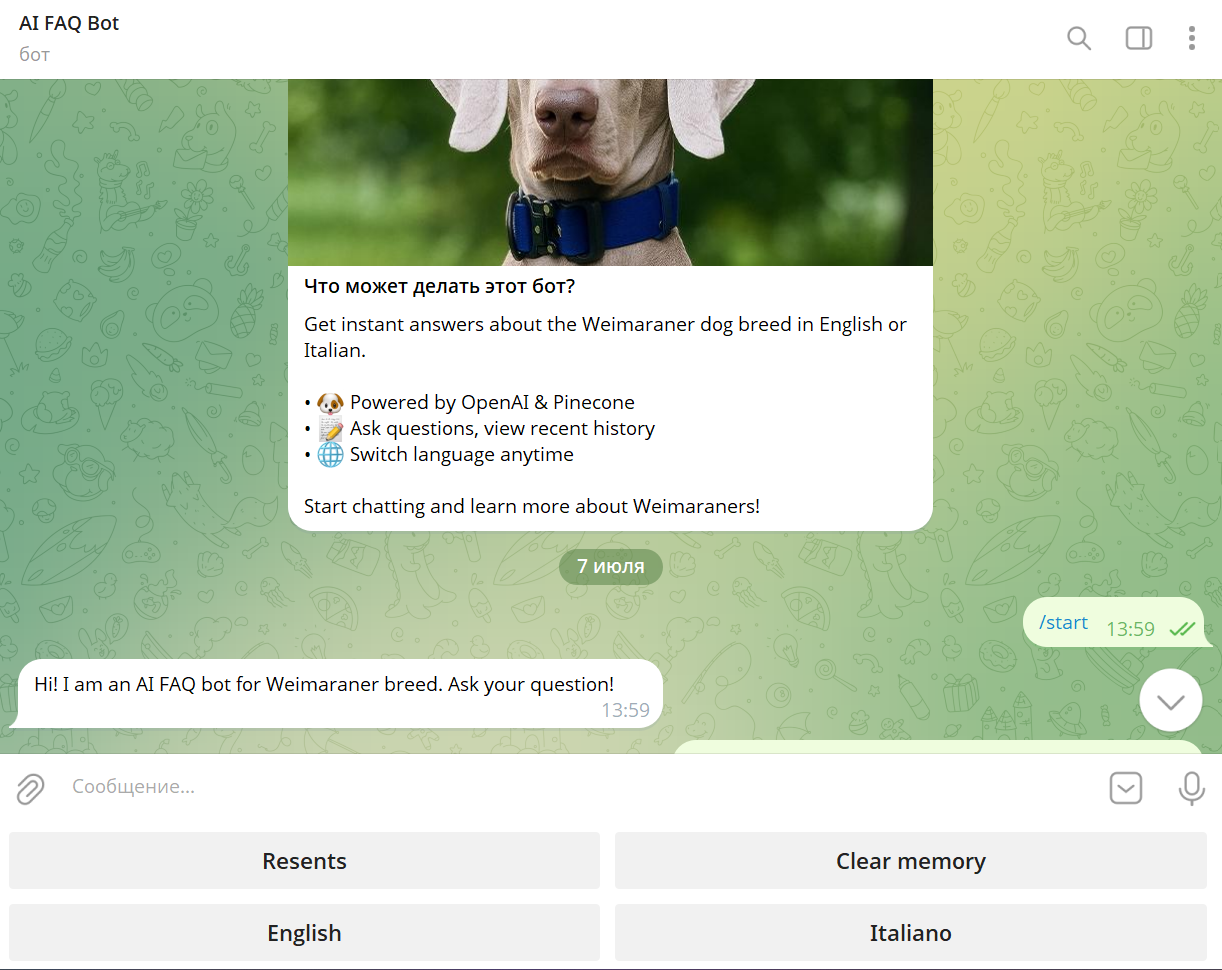 AI FAQ Bot
бот
Что может делать этот бот?
Get instant answers about the Weimaraner dog breed in English or
Italian.
• 🐶 Powered by OpenAI & Pinecone
• 📝 Ask questions, view recent history
• 🌐 Switch language anytime
Start chatting and learn more about Weimaraners!
7 июля
/start 13:59
Hi! I am an AI FAQ bot for Weimaraner breed. Ask your question!
13:59
Сообщение...
Resents
Clear memory
English
Italiano